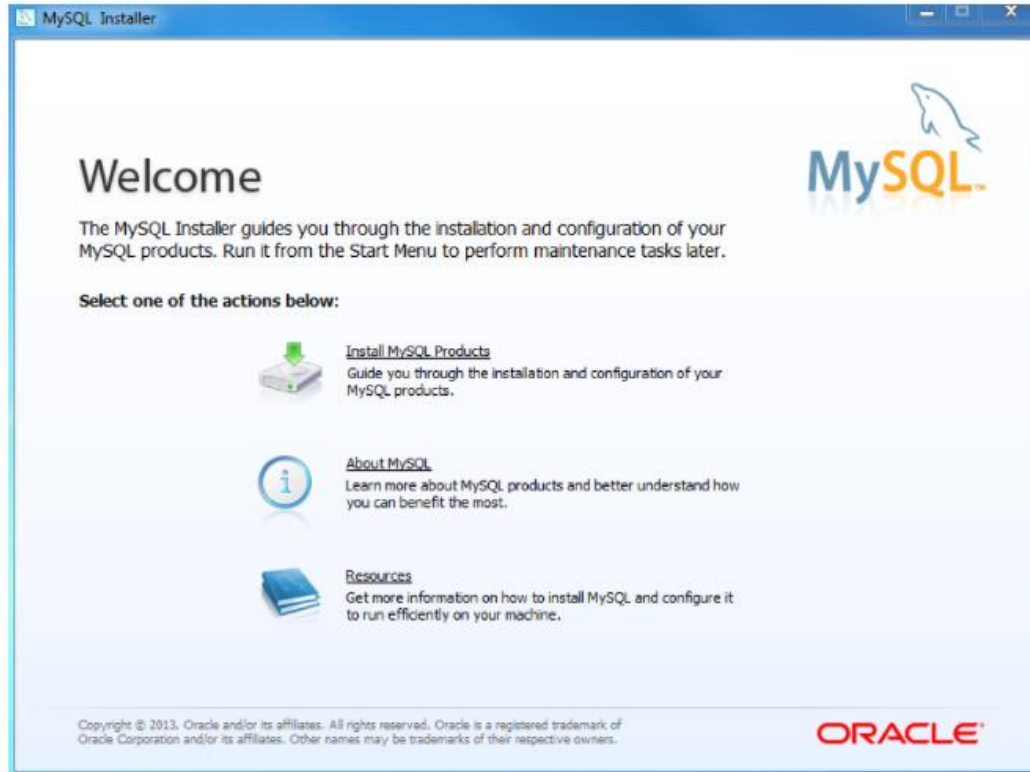 MySQL Installer
MySQL™
Welcome
The MySQL Installer guides you through the installation and configuration of your
MySQL products. Run it from the Start Menu to perform maintenance tasks later.
Select one of the actions below:
Install MySQL Products
Guide you through the installation and configuration of your
MySQL products.
About MySQL
Learn more about MySQL products and better understand how
you can benefit the most.
Resources
Get more information on how to install MySQL and configure it
to run efficiently on your machine.
Copyright © 2013, Oracle and/or its affiliates. All rights reserved. Oracle is a registered trademark of
Oracle Corporation and/or its affiliates. Other names may be trademarks of their respective owners.
ORACLE®